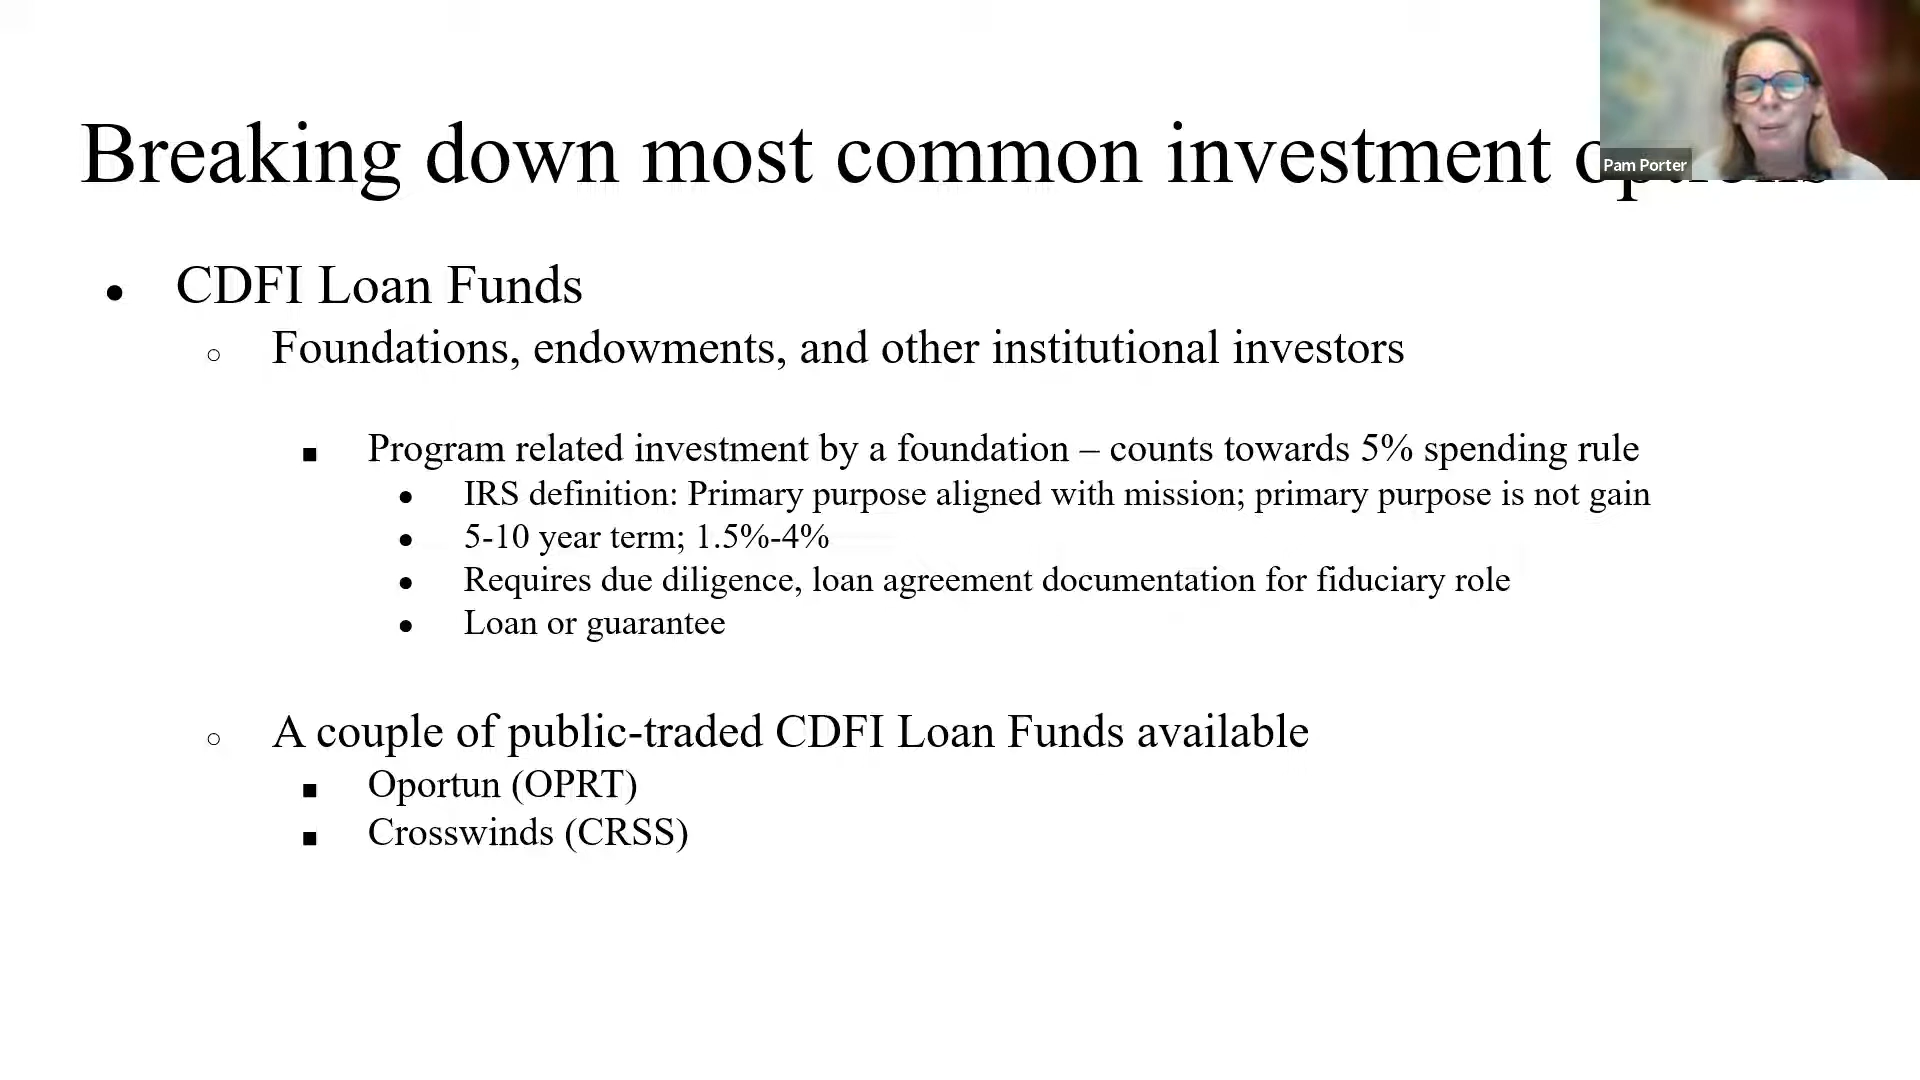 Breaking down most common investment options
Pam Porter
● CDFI Loan Funds
○ Foundations, endowments, and other institutional investors
■ Program related investment by a foundation – counts towards 5% spending rule
● IRS definition: Primary purpose aligned with mission; primary purpose is not gain
● 5-10 year term; 1.5%-4%
● Requires due diligence, loan agreement documentation for fiduciary role
● Loan or guarantee
○ A couple of public-traded CDFI Loan Funds available
■ Oportun (OPRT)
■ Crosswinds (CRSS)